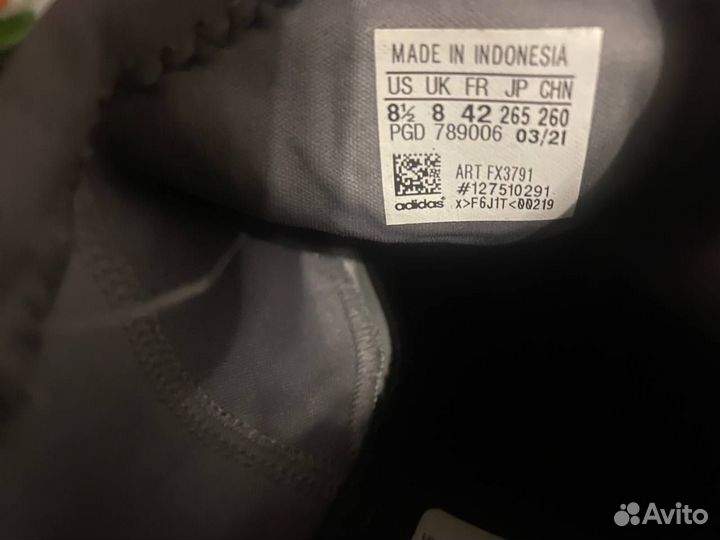 MADE IN INDONESIA
US UK FR JP CHN
8½ 8 42 265 260
PGD 789006 03/21
ART FX3791
#127510291
adidas® x>F6J1T<00219
Avito